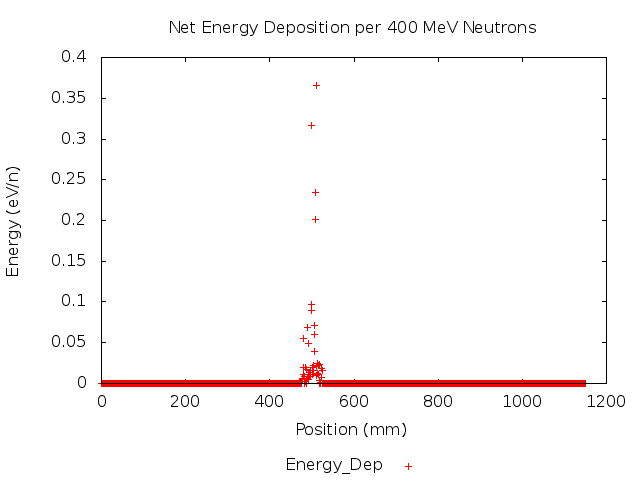 Net Energy Deposition per 400 MeV Neutrons
0.4
0.35
0.3
0.25
0.2
0.15
0.1
0.05
0
Energy (eV/n)
0 200 400 600 800 1000 1200
Position (mm)
Energy_Dep